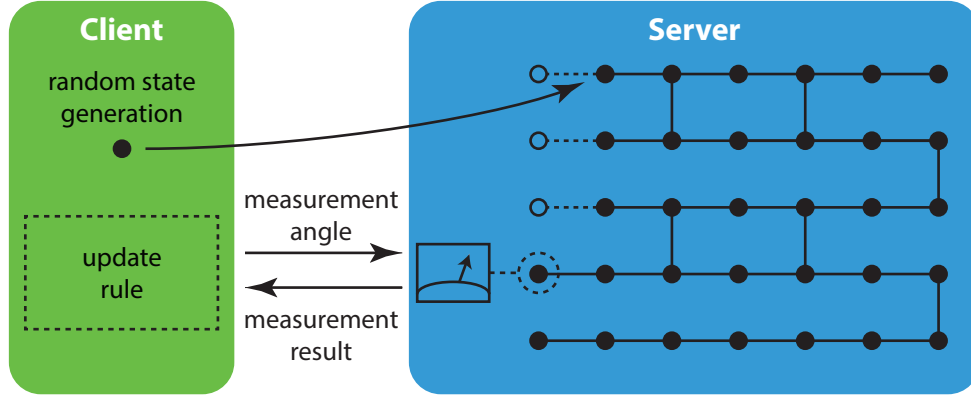 Client
random state
generation
update
rule
measurement
angle
measurement
result
Server